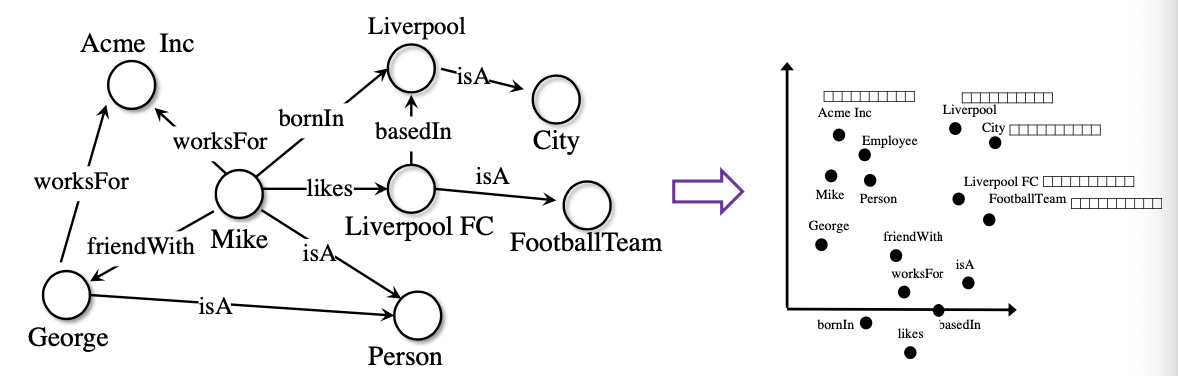 Liverpool
Acme Inc
isA
bornIn
City
basedIn
worksFor
worksFor
likes
isA
Liverpool FC
FootballTeam
Mike
friendWith
isA
isA
George
Person
Acme Inc
Liverpool
City
Employee
Liverpool FC
FootballTeam
Mike
Person
George
friendWith
isA
worksFor
bornIn
basedIn
likes